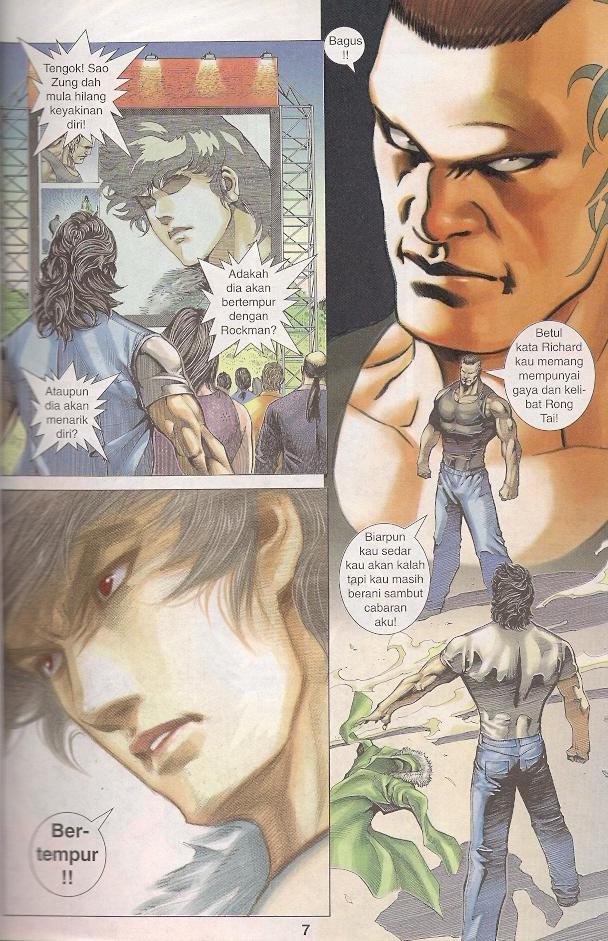 Tengok! Sao
Zung dah
mula hilang
keyakinan
diri!
Adakah
dia akan
bertempur
dengan
Rockman?
Ataupun
dia akan
menarik
diri?
Ber-
tempur
!!
Bagus
!!
Betul
kata Richard
kau memang
mempunyai
gaya dan keli-
bat Rong
Tai!
Biarpun
kau sedar
kau akan kalah
tapi kau masih
berani sambut
cabaran
aku!
7